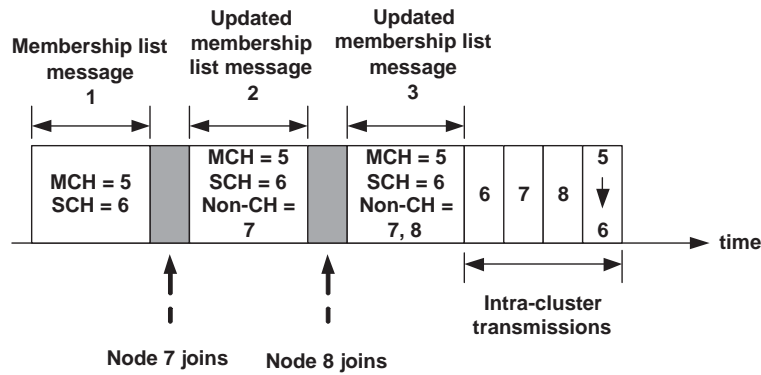 Membership list
message
1
Updated
membership
list message
2
Updated
membership list
message
3
MCH = 5
SCH = 6
MCH = 5
SCH = 6
Non-CH =
7
MCH = 5
SCH = 6
Non-CH =
7, 8
6
7
8
5
6
time
Node 7 joins
Node 8 joins
Intra-cluster
transmissions